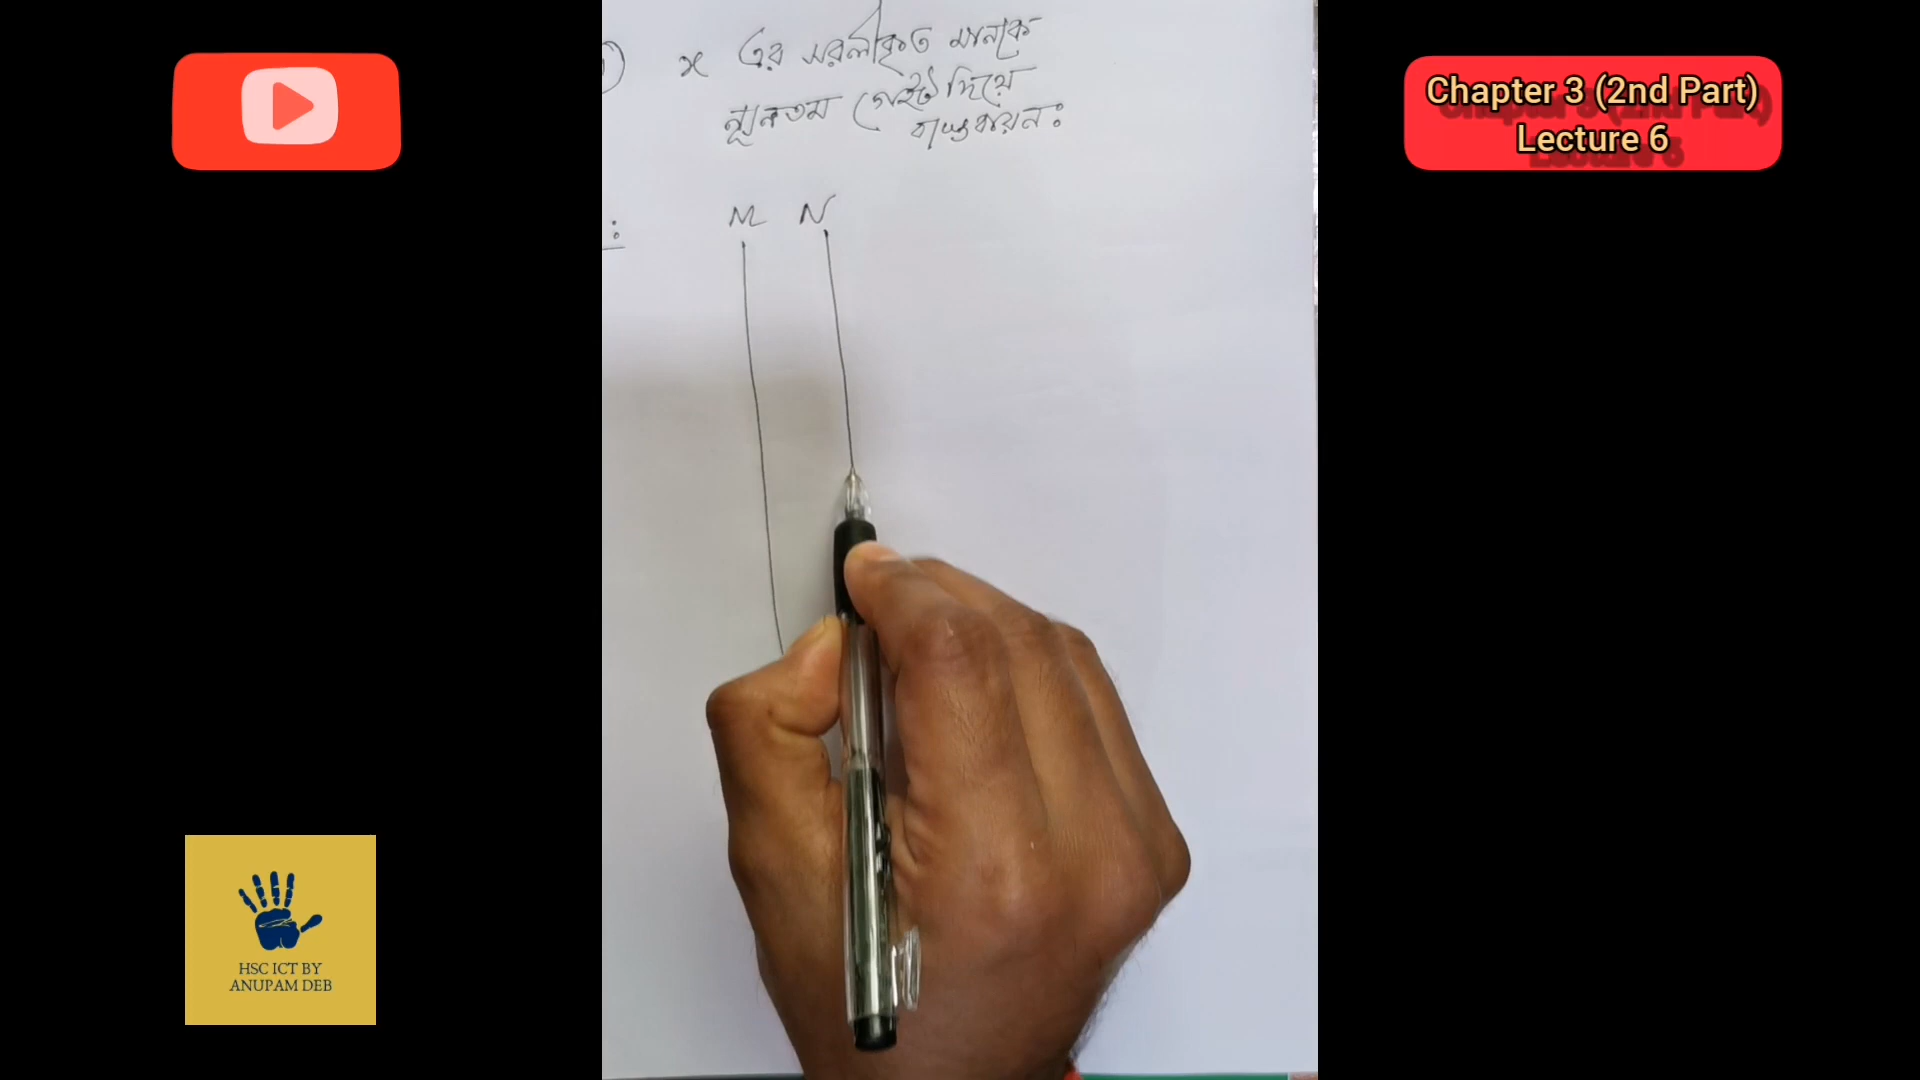 Chapter 3 (2nd Part)
Lecture 6
x এর সরলীকৃত মানকে
ন্যূনতম গেইট দিয়ে
বাস্তবায়ন:
:
M N
HSC ICT BY
ANUPAM DEB